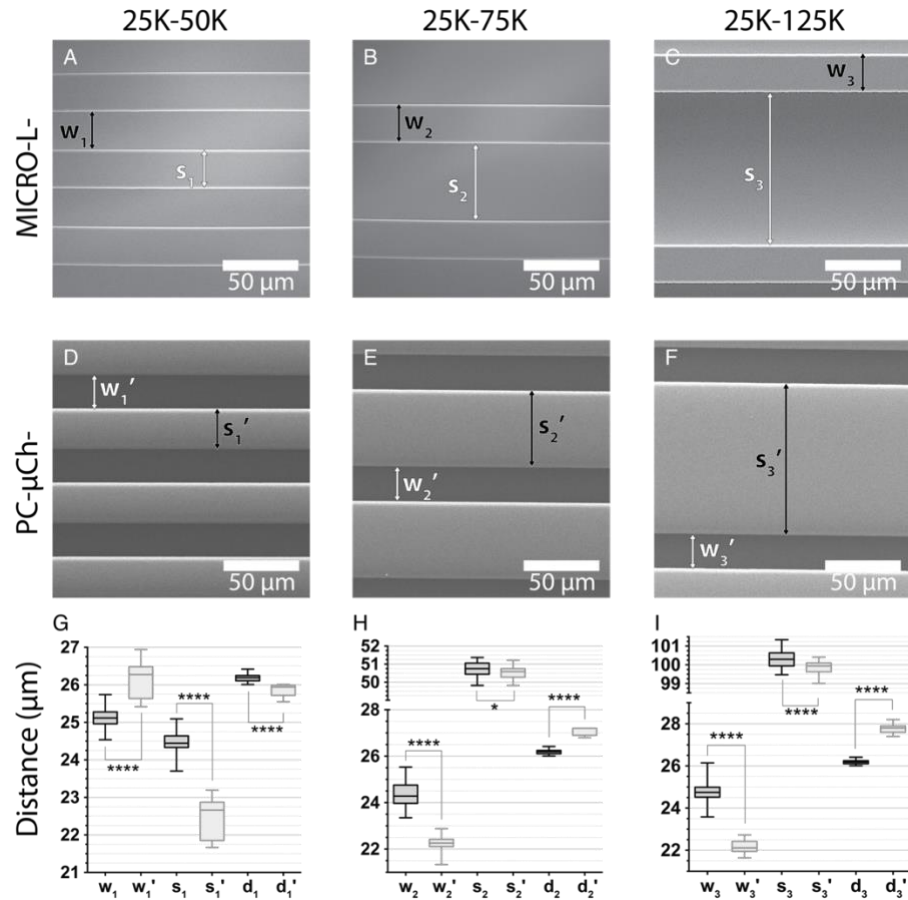 25K-50K 25K-75K 25K-125K
MICRO-L-
A
w₁
s₁
50 µm
B
w₂
s₂
50 µm
C
w₃
s₃
50 µm
PC-µCh-
D
w₁′
s₁′
50 µm
E
s₂′
w₂′
50 µm
F
s₃′
w₃′
50 µm
Distance (µm)
G
27
26
25
24
23
22
21
****
****
****
w₁ w₁' s₁ s₁' d₁ d₁'
H
52
51
50
28
26
24
22
****
*
****
w₂ w₂' s₂ s₂' d₂ d₂'
I
101
100
99
28
26
24
22
****
****
****
w₃ w₃' s₃ s₃' d₃ d₃'